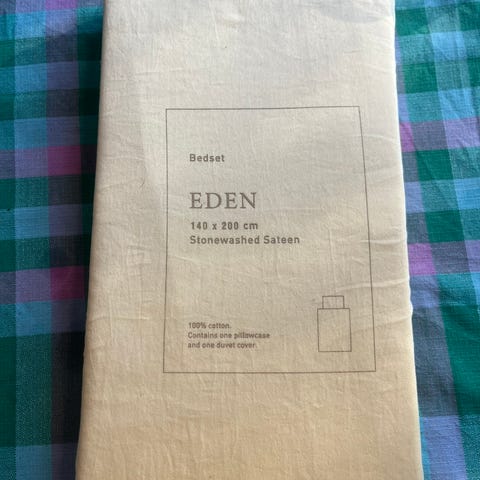 Bedset
EDEN
140 x 200 cm
Stonewashed Sateen
100% cotton.
Contains one pillowcase
and one duvet cover.